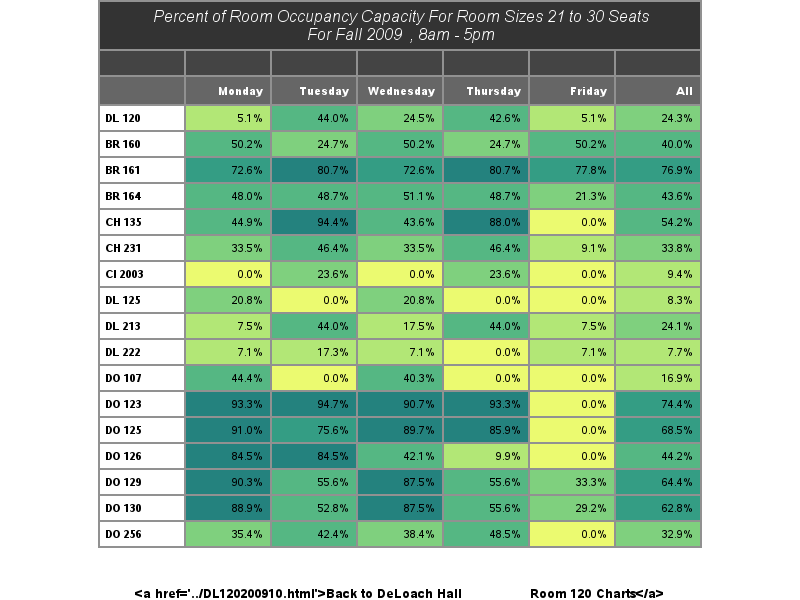 Percent of Room Occupancy Capacity For Room Sizes 21 to 30 Seats
For Fall 2009 , 8am - 5pm
Monday Tuesday Wednesday Thursday Friday All
DL 120 5.1% 44.0% 24.5% 42.6% 5.1% 24.3%
BR 160 50.2% 24.7% 50.2% 24.7% 50.2% 40.0%
BR 161 72.6% 80.7% 72.6% 80.7% 77.8% 76.9%
BR 164 48.0% 48.7% 51.1% 48.7% 21.3% 43.6%
CH 135 44.9% 94.4% 43.6% 88.0% 0.0% 54.2%
CH 231 33.5% 46.4% 33.5% 46.4% 9.1% 33.8%
CI 2003 0.0% 23.6% 0.0% 23.6% 0.0% 9.4%
DL 125 20.8% 0.0% 20.8% 0.0% 0.0% 8.3%
DL 213 7.5% 44.0% 17.5% 44.0% 7.5% 24.1%
DL 222 7.1% 17.3% 7.1% 0.0% 7.1% 7.7%
DO 107 44.4% 0.0% 40.3% 0.0% 0.0% 16.9%
DO 123 93.3% 94.7% 90.7% 93.3% 0.0% 74.4%
DO 125 91.0% 75.6% 89.7% 85.9% 0.0% 68.5%
DO 126 84.5% 84.5% 42.1% 9.9% 0.0% 44.2%
DO 129 90.3% 55.6% 87.5% 55.6% 33.3% 64.4%
DO 130 88.9% 52.8% 87.5% 55.6% 29.2% 62.8%
DO 256 35.4% 42.4% 38.4% 48.5% 0.0% 32.9%
<a href='../DL120200910.html'>Back to DeLoach Hall Room 120 Charts</a>